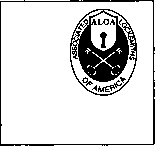 ASSOCIATED LOCKSMITHS
ALOA
OF AMERICA